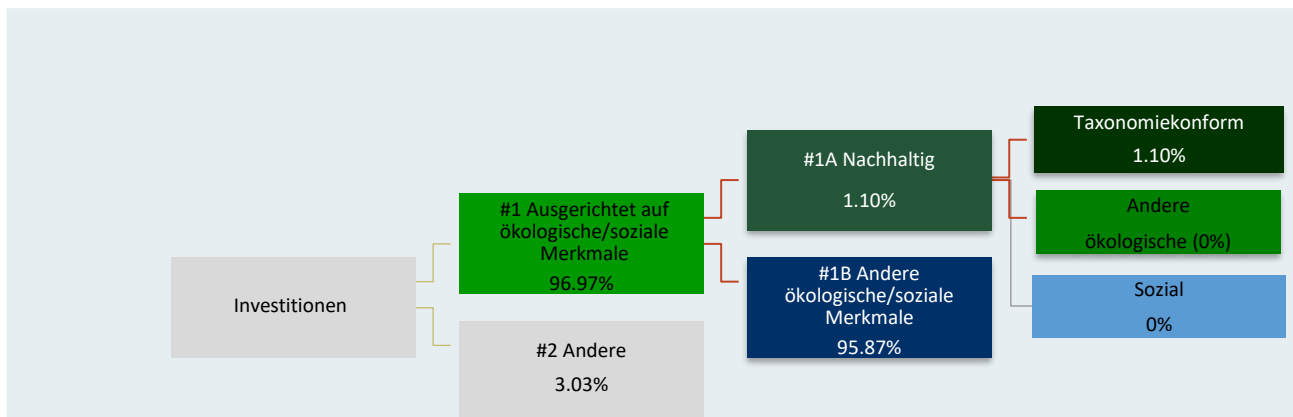 Investitionen
#1 Ausgerichtet auf
ökologische/soziale
Merkmale
96.97%
#2 Andere
3.03%
#1A Nachhaltig
1.10%
#1B Andere
ökologische/soziale
Merkmale
95.87%
Taxonomiekonform
1.10%
Andere
ökologische (0%)
Sozial
0%